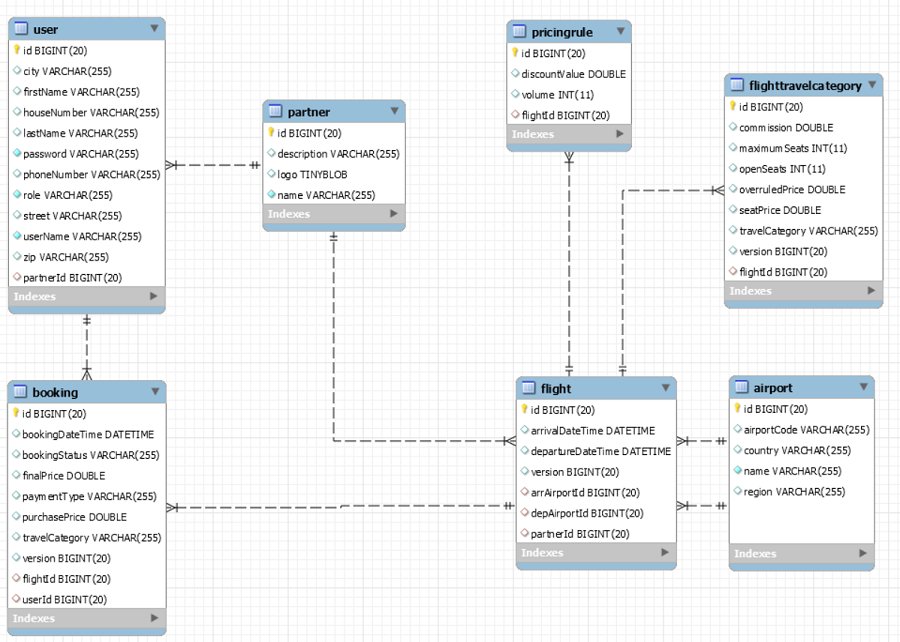 user
id BIGINT(20)
city VARCHAR(255)
firstName VARCHAR(255)
houseNumber VARCHAR(255)
lastName VARCHAR(255)
password VARCHAR(255)
phoneNumber VARCHAR(255)
role VARCHAR(255)
street VARCHAR(255)
userName VARCHAR(255)
zip VARCHAR(255)
partnerId BIGINT(20)
Indexes
partner
id BIGINT(20)
description VARCHAR(255)
logo TINYBLOB
name VARCHAR(255)
Indexes
pricingrule
id BIGINT(20)
discountValue DOUBLE
volume INT(11)
flightId BIGINT(20)
Indexes
flighttravelcategory
id BIGINT(20)
commission DOUBLE
maximumSeats INT(11)
openSeats INT(11)
overruledPrice DOUBLE
seatPrice DOUBLE
travelCategory VARCHAR(255)
version BIGINT(20)
flightId BIGINT(20)
Indexes
booking
id BIGINT(20)
bookingDateTime DATETIME
bookingStatus VARCHAR(255)
finalPrice DOUBLE
paymentType VARCHAR(255)
purchasePrice DOUBLE
travelCategory VARCHAR(255)
version BIGINT(20)
flightId BIGINT(20)
userId BIGINT(20)
Indexes
flight
id BIGINT(20)
arrivalDateTime DATETIME
departureDateTime DATETIME
version BIGINT(20)
arrAirportId BIGINT(20)
depAirportId BIGINT(20)
partnerId BIGINT(20)
Indexes
airport
id BIGINT(20)
airportCode VARCHAR(255)
country VARCHAR(255)
name VARCHAR(255)
region VARCHAR(255)
Indexes